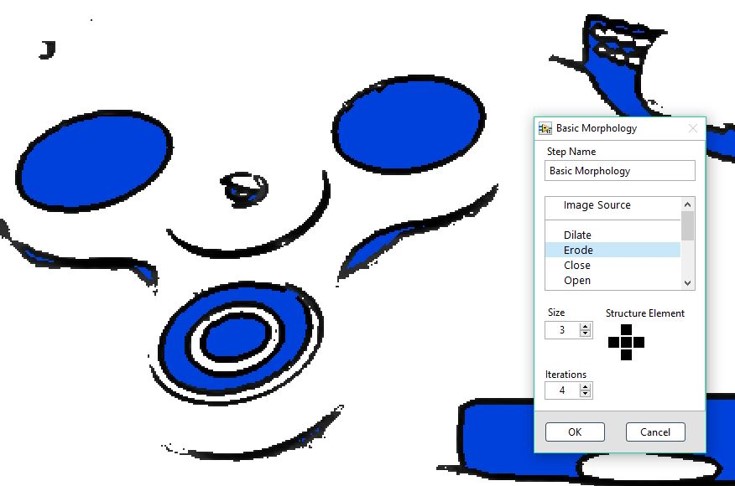 Basic Morphology
Step Name
Basic Morphology
Image Source
Dilate
Erode
Close
Open
Size
Structure Element
3
Iterations
4
OK
Cancel